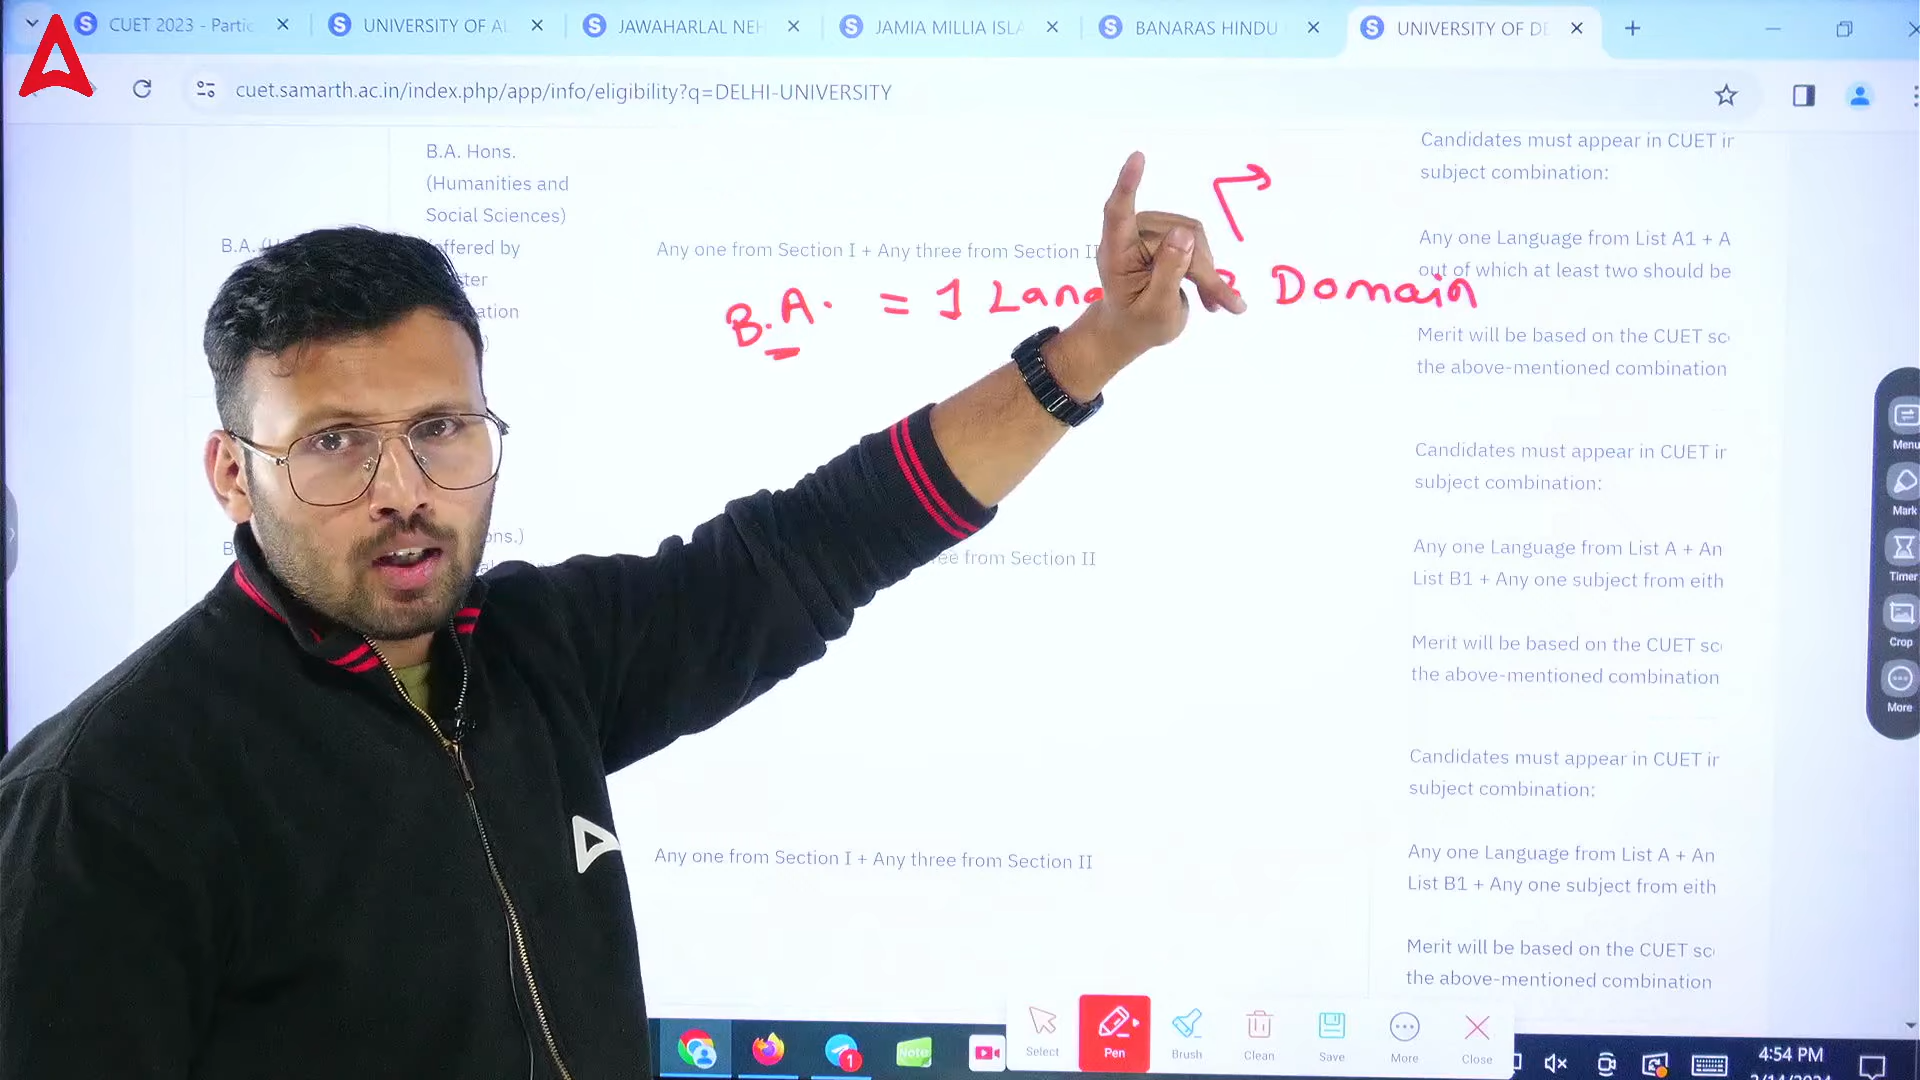 CUET 2023 - Partic
UNIVERSITY OF AL
JAWAHARLAL NEH
JAMIA MILLIA ISLA
BANARAS HINDU
UNIVERSITY OF DE
cuet.samarth.ac.in/index.php/app/info/eligibility?q=DELHI-UNIVERSITY
B.A. Hons.
(Humanities and
Social Sciences)
offered by
B.A.
Any one from Section I + Any three from Section II
B.A. = 1 Lang 3 Domain
Candidates must appear in CUET in
subject combination:
Any one Language from List A1 + A
out of which at least two should be
Merit will be based on the CUET sc
the above-mentioned combination
ons.)
ee from Section II
Candidates must appear in CUET in
subject combination:
Any one Language from List A + An
List B1 + Any one subject from eith
Merit will be based on the CUET sc
the above-mentioned combination
Any one from Section I + Any three from Section II
Candidates must appear in CUET in
subject combination:
Any one Language from List A + An
List B1 + Any one subject from eith
Merit will be based on the CUET sc
the above-mentioned combination
Menu
Mark
Timer
Crop
More
Select
Pen
Brush
Clean
Save
More
Close
Note
1
4:54 PM